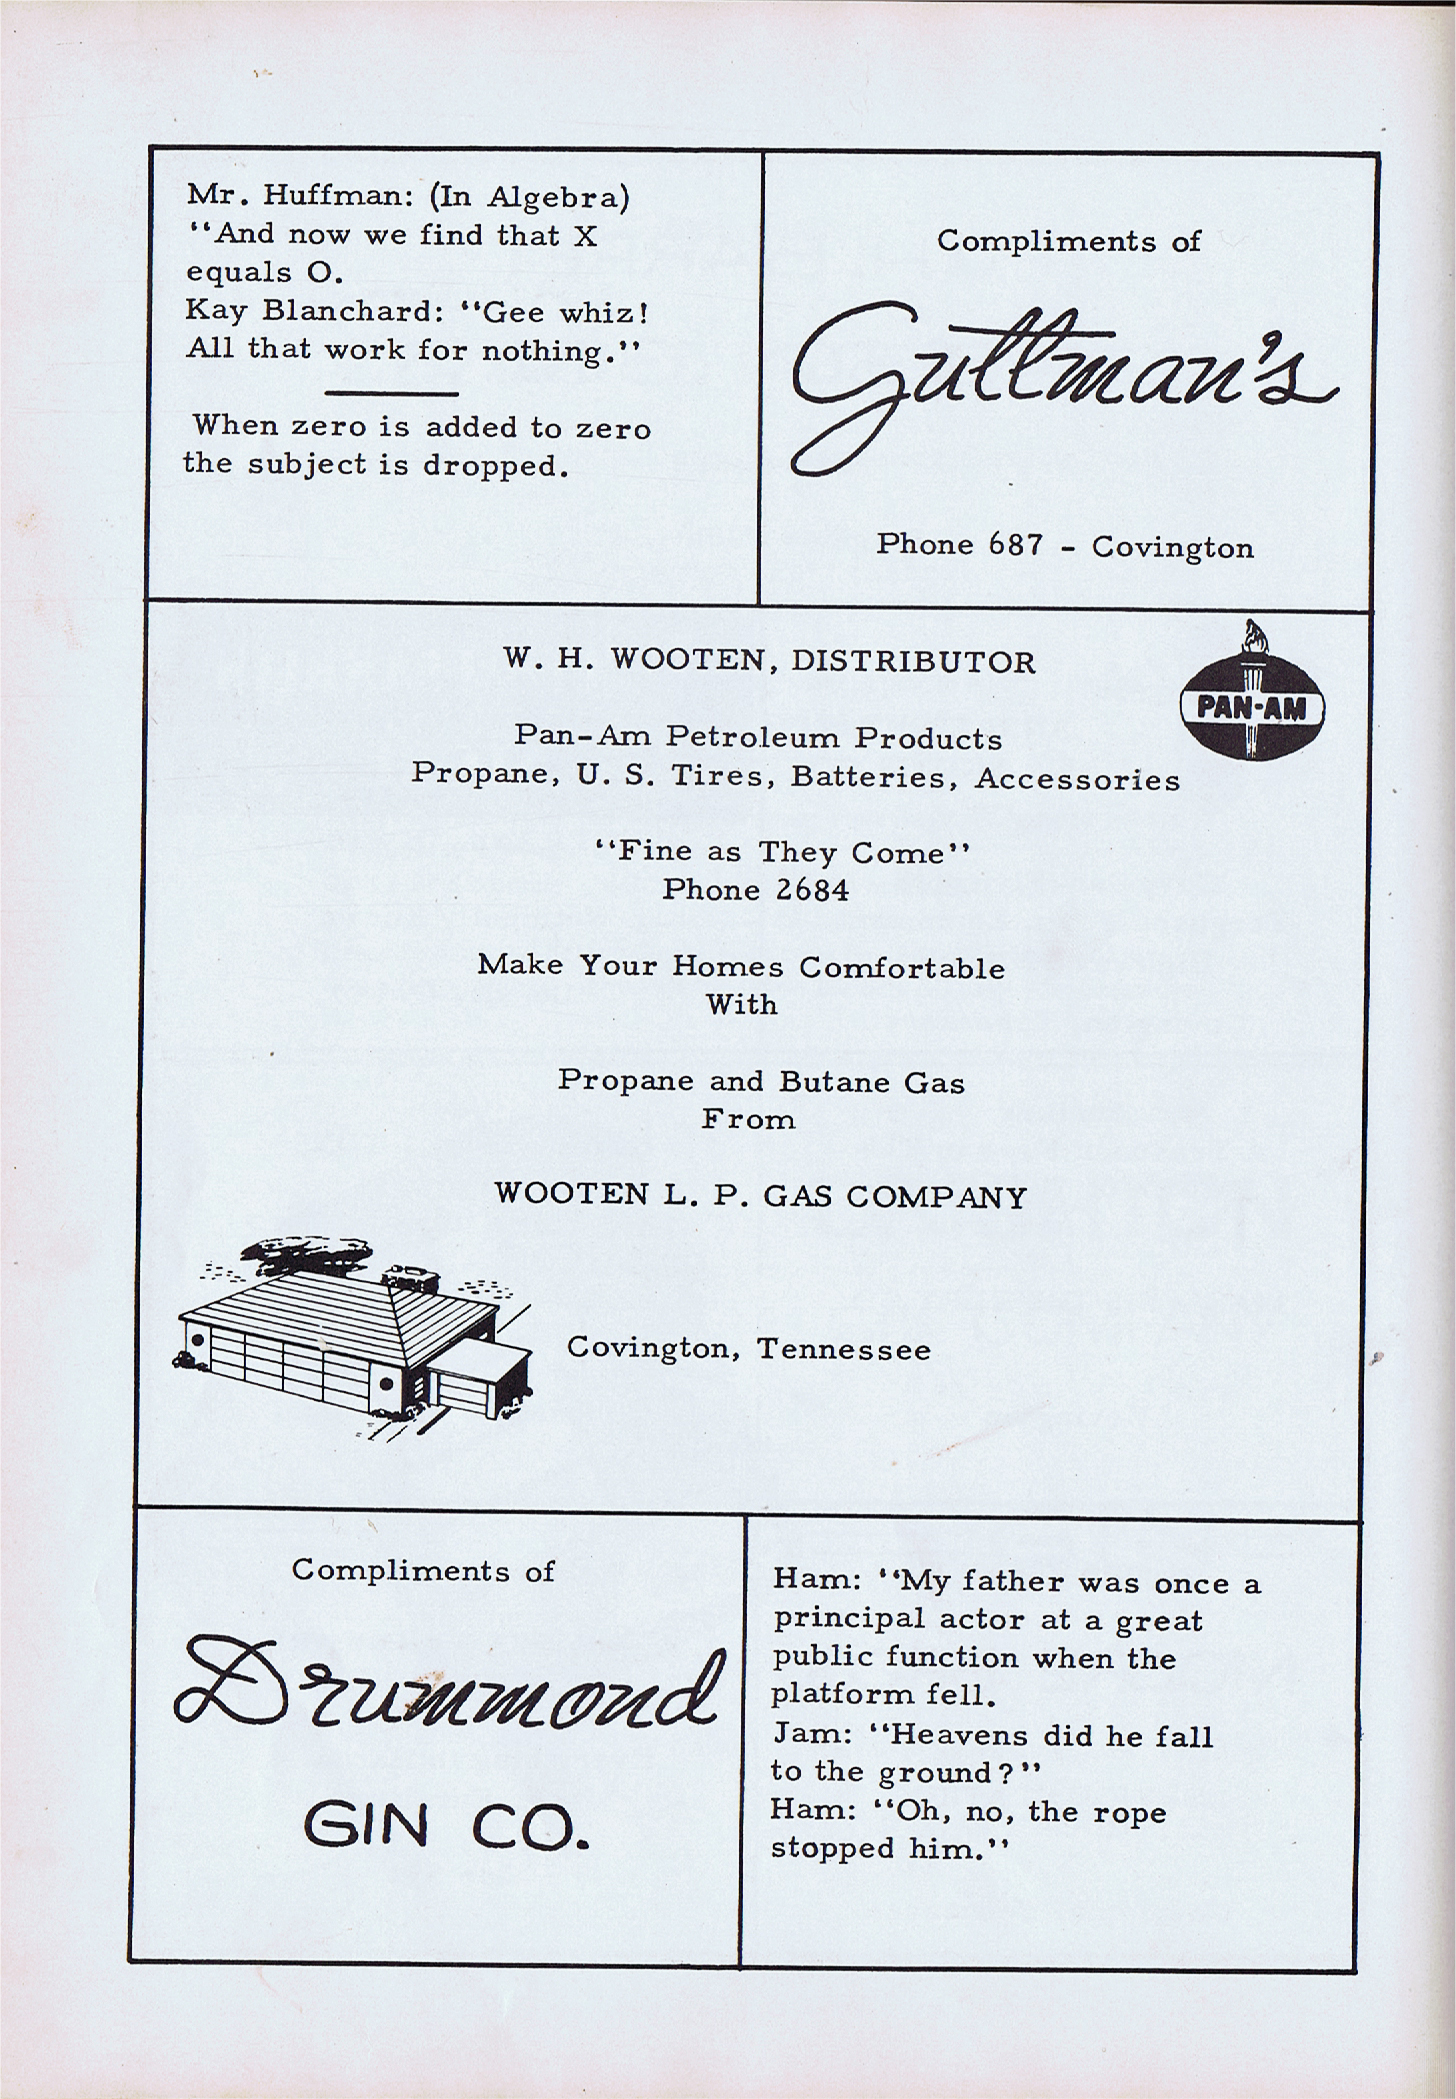 Mr. Huffman: (In Algebra)
“And now we find that X
equals O.
Kay Blanchard: “Gee whiz!
All that work for nothing.”
When zero is added to zero
the subject is dropped.
Compliments of
Guttman's
Phone 687 - Covington
W. H. WOOTEN, DISTRIBUTOR
PAN-AM
Pan-Am Petroleum Products
Propane, U. S. Tires, Batteries, Accessories
“Fine as They Come”
Phone 2684
Make Your Homes Comfortable
With
Propane and Butane Gas
From
WOOTEN L. P. GAS COMPANY
Covington, Tennessee
Compliments of
Drummond
GIN CO.
Ham: “My father was once a
principal actor at a great
public function when the
platform fell.
Jam: “Heavens did he fall
to the ground?”
Ham: “Oh, no, the rope
stopped him.”